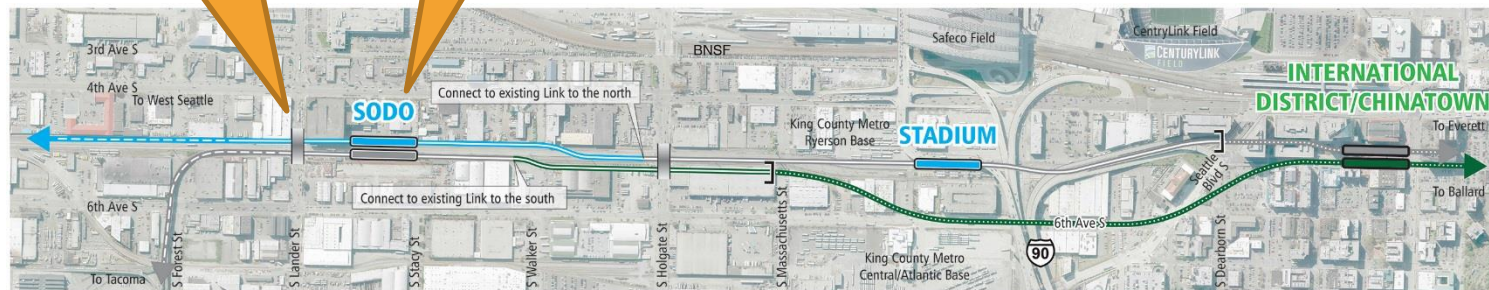 3rd Ave S
4th Ave S
To West Seattle
SODO
Connect to existing Link to the north
BNSF
Safeco Field
CentryLink Field
CENTURYLINK
FIELD
INTERNATIONAL
DISTRICT/CHINATOWN
To Everett
King County Metro
Ryerson Base
STADIUM
Seattle
Blvd S
To Ballard
6th Ave S
Connect to existing Link to the south
6th Ave S
90
King County Metro
Central/Atlantic Base
To Tacoma
S Forest St
S Lander St
S Stacy St
S Walker St
S Holgate St
S Massachusetts St
S Dearborn St